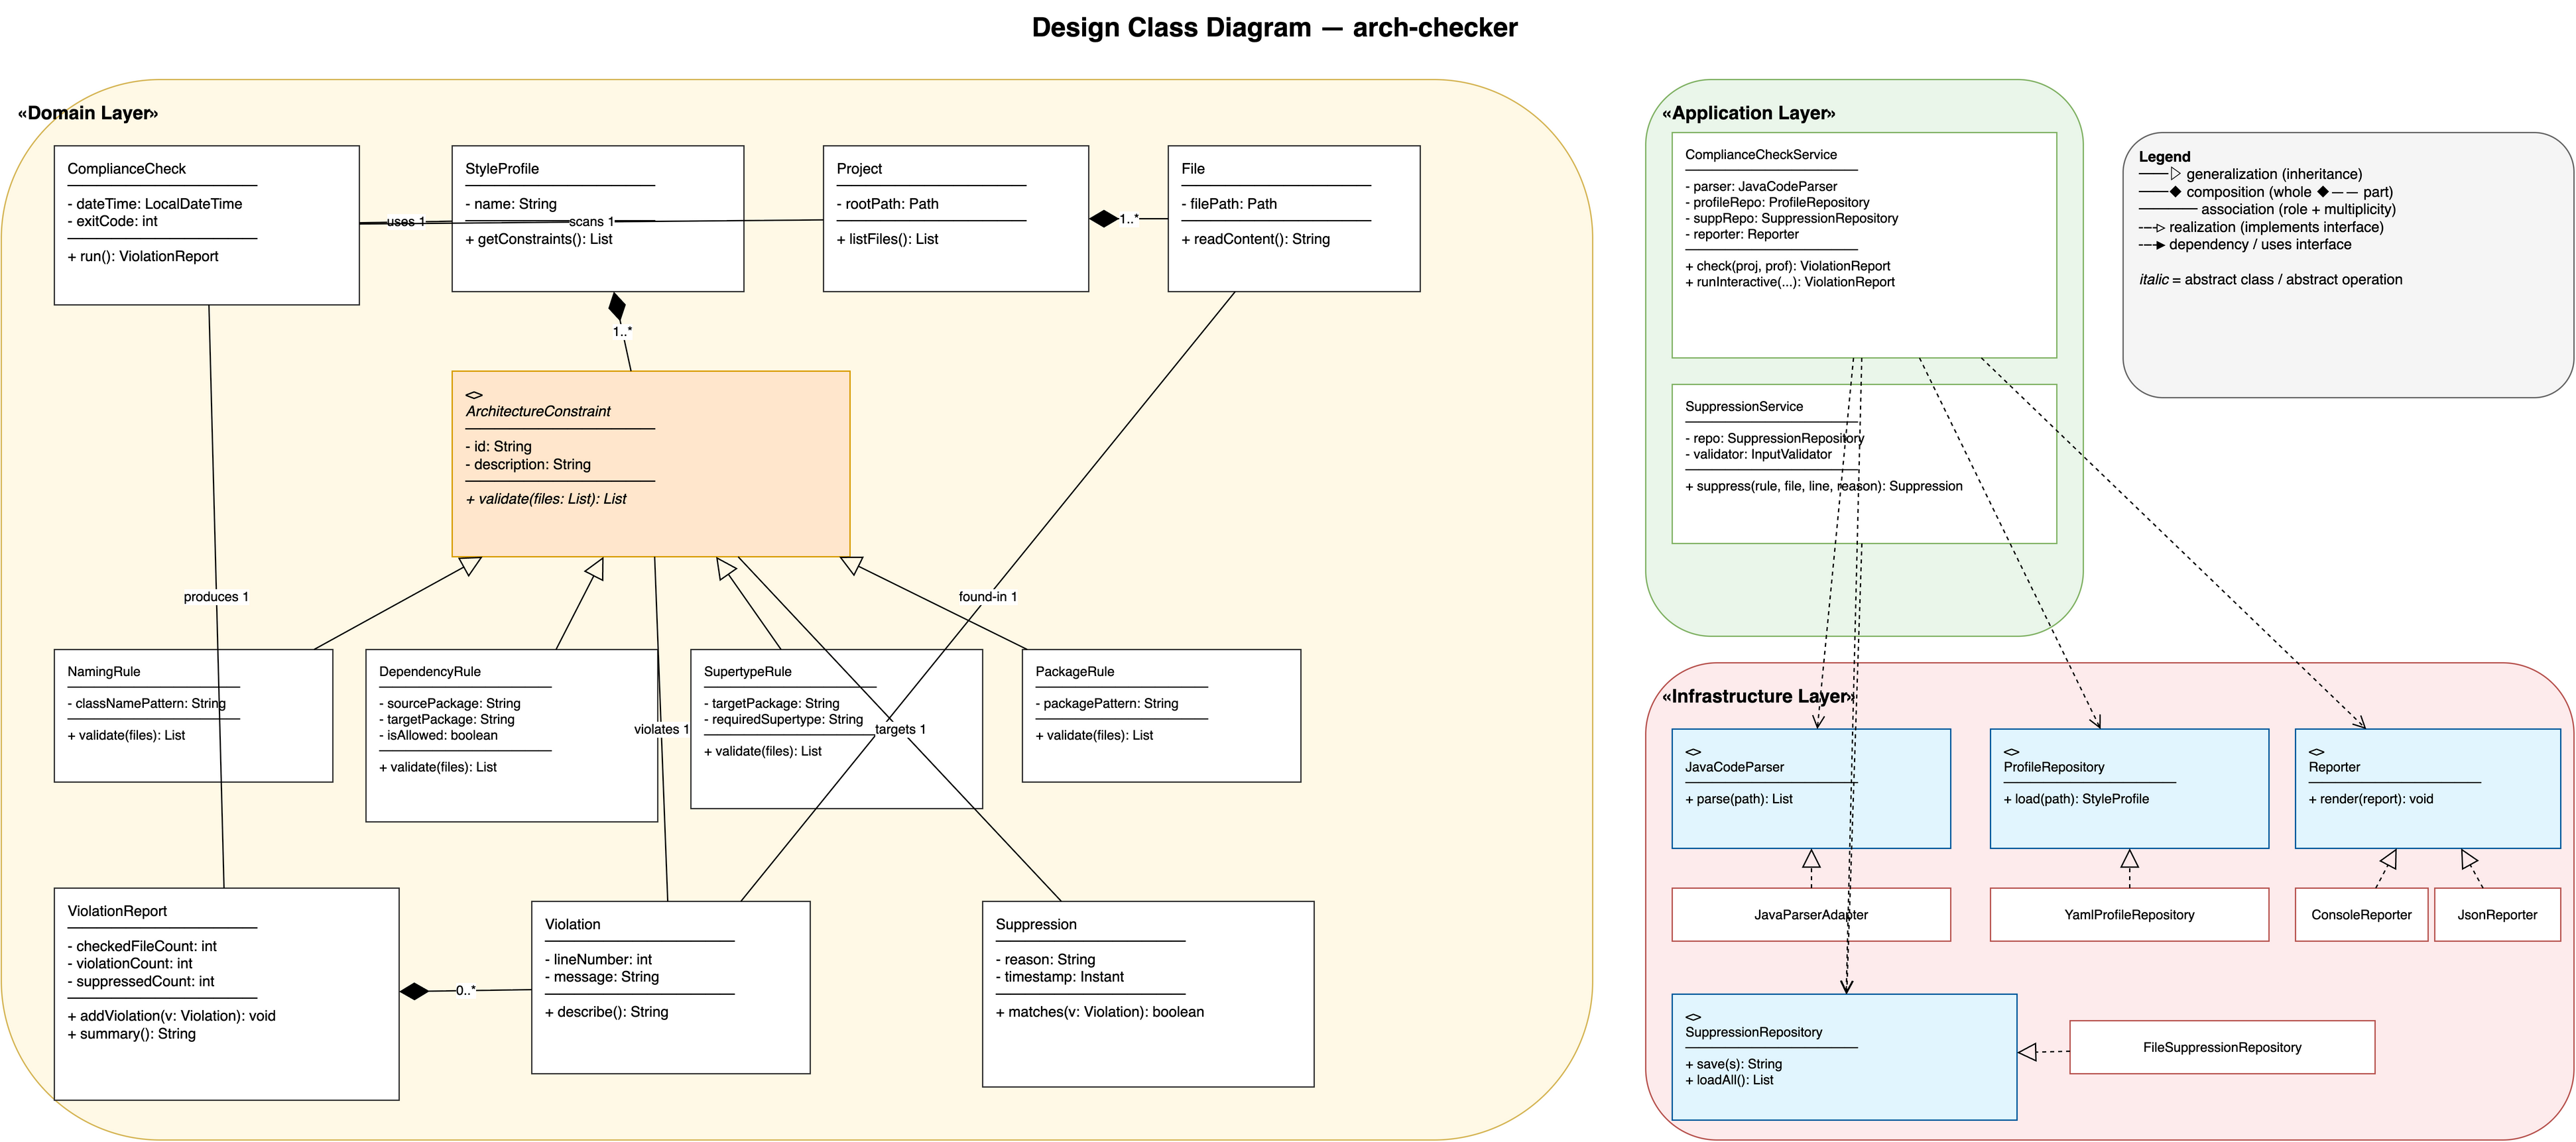 Design Class Diagram — arch-checker
«Domain Layer»
ComplianceCheck
- dateTime: LocalDateTime
- exitCode: int
+ run(): ViolationReport
uses 1
StyleProfile
- name: String
scans 1
+ getConstraints(): List
Project
- rootPath: Path
+ listFiles(): List
1..*
File
- filePath: Path
+ readContent(): String
1..*
<>
ArchitectureConstraint
- id: String
- description: String
+ validate(files: List): List
produces 1
found-in 1
NamingRule
- classNamePattern: String
+ validate(files): List
DependencyRule
- sourcePackage: String
- targetPackage: String
- isAllowed: boolean
+ validate(files): List
violates 1
SupertypeRule
- targetPackage: String
- requiredSupertype: String
+ validate(files): List
targets 1
PackageRule
- packagePattern: String
+ validate(files): List
ViolationReport
- checkedFileCount: int
- violationCount: int
- suppressedCount: int
+ addViolation(v: Violation): void
+ summary(): String
0..*
Violation
- lineNumber: int
- message: String
+ describe(): String
Suppression
- reason: String
- timestamp: Instant
+ matches(v: Violation): boolean
«Application Layer»
ComplianceCheckService
- parser: JavaCodeParser
- profileRepo: ProfileRepository
- suppRepo: SuppressionRepository
- reporter: Reporter
+ check(proj, prof): ViolationReport
+ runInteractive(...): ViolationReport
SuppressionService
- repo: SuppressionRepository
- validator: InputValidator
+ suppress(rule, file, line, reason): Suppression
Legend
generalization (inheritance)
composition (whole ◆—— part)
association (role + multiplicity)
realization (implements interface)
dependency / uses interface
italic = abstract class / abstract operation
«Infrastructure Layer»
<>
JavaCodeParser
+ parse(path): List
<>
ProfileRepository
+ load(path): StyleProfile
<>
Reporter
+ render(report): void
JavaParserAdapter
YamlProfileRepository
ConsoleReporter
JsonReporter
<>
SuppressionRepository
+ save(s): String
+ loadAll(): List
FileSuppressionRepository